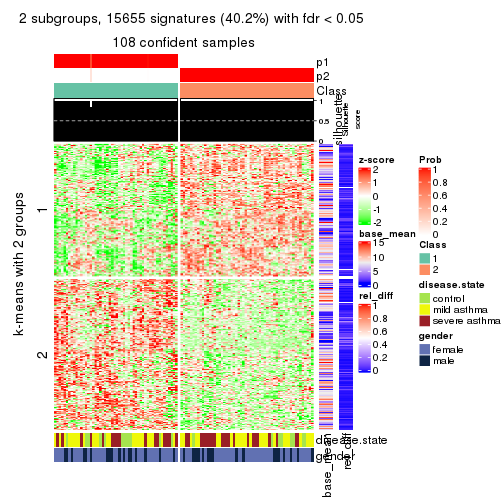 2 subgroups, 15655 signatures (40.2%) with fdr < 0.05
108 confident samples
p1
p2
Class
silhouette
Silhouette
score
1
0.5
0
k-means with 2 groups
1
2
z-score
2
1
0
-1
-2
base_mean
15
10
5
0
rel_diff
1
0.8
0.6
0.4
0.2
0
Prob
1
0.8
0.6
0.4
0.2
0
Class
1
2
disease.state
control
mild asthma
severe asthma
gender
female
male
disease.state
gender
base_mean
rel_diff